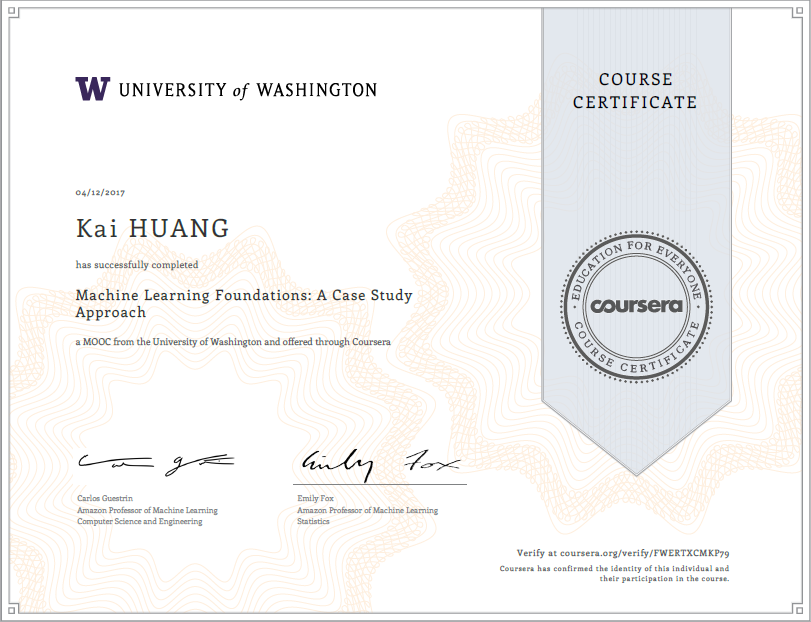 W UNIVERSITY of WASHINGTON
COURSE
CERTIFICATE
04/12/2017
Kai HUANG
has successfully completed
Machine Learning Foundations: A Case Study
Approach
a MOOC from the University of Washington and offered through Coursera
EDUCATION FOR EVERYONE
coursera
COURSE CERTIFICATE
Emily Fox
Carlos Guestrin
Amazon Professor of Machine Learning
Computer Science and Engineering
Emily Fox
Amazon Professor of Machine Learning
Statistics
Verify at coursera.org/verify/FWERTXCMKP79
Coursera has confirmed the identity of this individual and
their participation in the course.